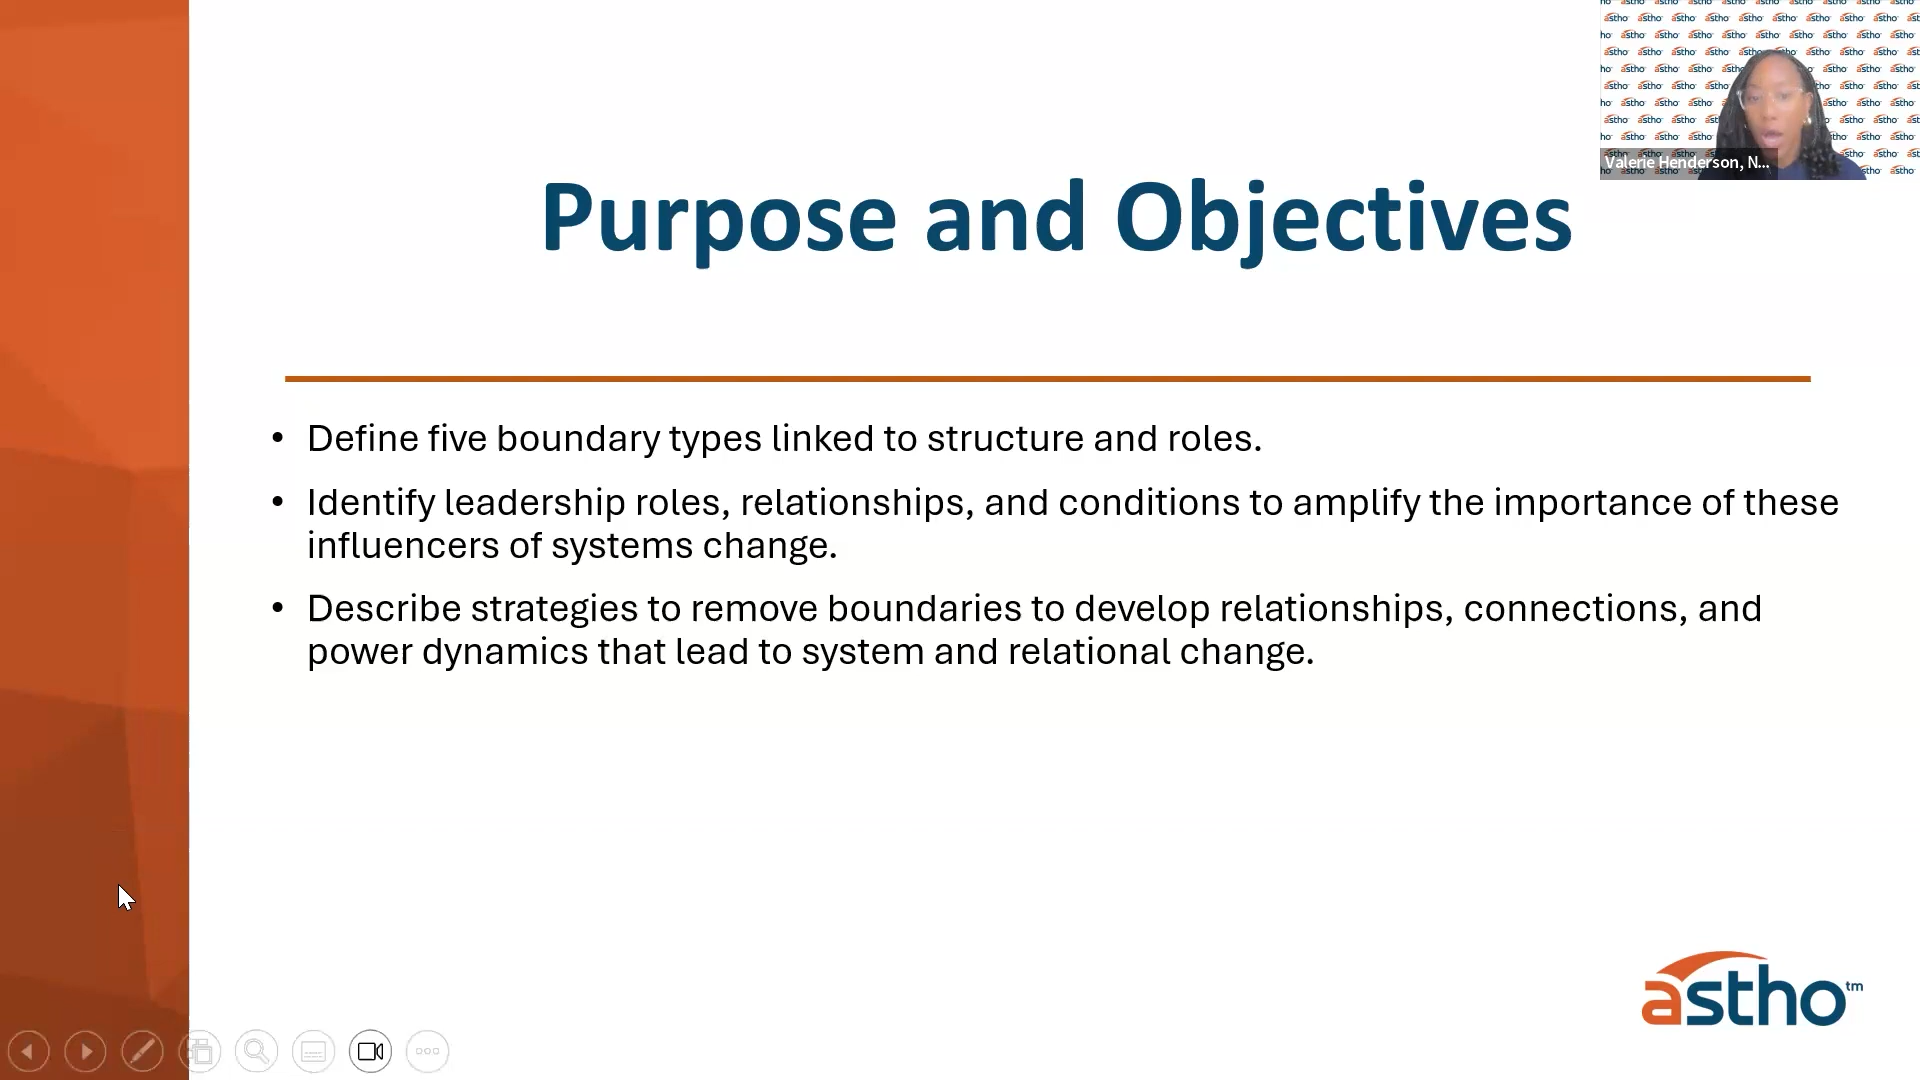 Valerie Henderson, N...
Purpose and Objectives
• Define five boundary types linked to structure and roles.
• Identify leadership roles, relationships, and conditions to amplify the importance of these
influencers of systems change.
• Describe strategies to remove boundaries to develop relationships, connections, and
power dynamics that lead to system and relational change.
astho™